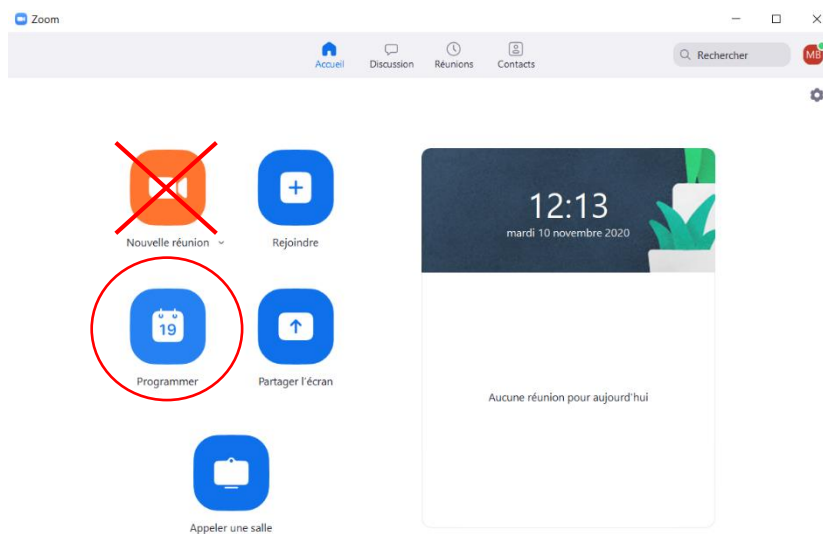 Zoom
Accueil
Discussion
Réunions
Contacts
Rechercher
MB
Nouvelle réunion
Rejoindre
12:13
mardi 10 novembre 2020
19
Programmer
Partager l'écran
Aucune réunion pour aujourd'hui
Appeler une salle